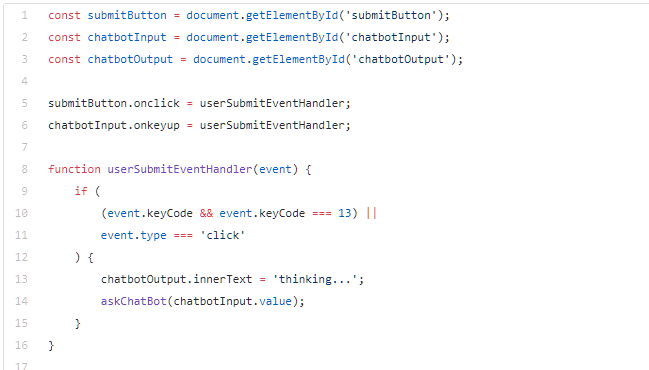 1 const submitButton = document.getElementById('submitButton');
2 const chatbotInput = document.getElementById('chatbotInput');
3 const chatbotOutput = document.getElementById('chatbotOutput');
4
5 submitButton.onclick = userSubmitEventHandler;
6 chatbotInput.onkeyup = userSubmitEventHandler;
7
8 function userSubmitEventHandler(event) {
9     if (
10         (event.keyCode && event.keyCode === 13) ||
11         event.type === 'click'
12     ) {
13         chatbotOutput.innerText = 'thinking...';
14         askChatBot(chatbotInput.value);
15     }
16 }
17